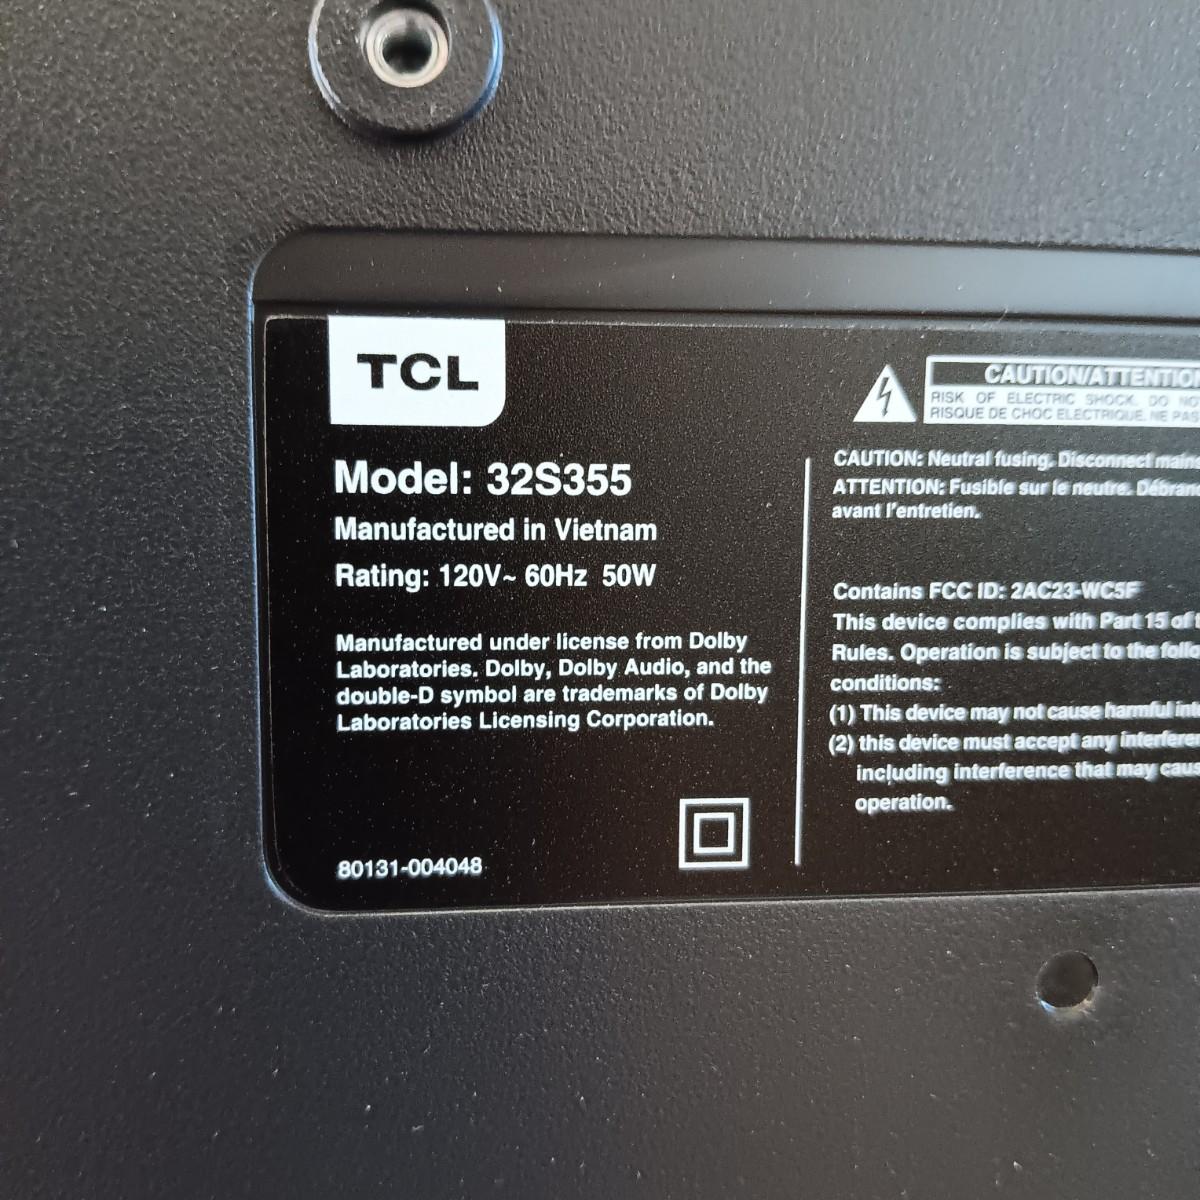 TCL
Model: 32S355
Manufactured in Vietnam
Rating: 120V~ 60Hz 50W
Manufactured under license from Dolby
Laboratories. Dolby, Dolby Audio, and the
double-D symbol are trademarks of Dolby
Laboratories Licensing Corporation.
80131-004048
CAUTION/ATTENTION
RISK OF ELECTRIC SHOCK. DO NO
RISQUE DE CHOC ELECTRIQUE. NE PAS
CAUTION: Neutral fusing. Disconnect mains
ATTENTION: Fusible sur le neutre. Débran
avant l'entretien.
Contains FCC ID: 2AC23-WC5F
This device complies with Part 15 of t
Rules. Operation is subject to the follo
conditions:
(1) This device may not cause harmful int
(2) this device must accept any interferen
including interference that may caus
operation.